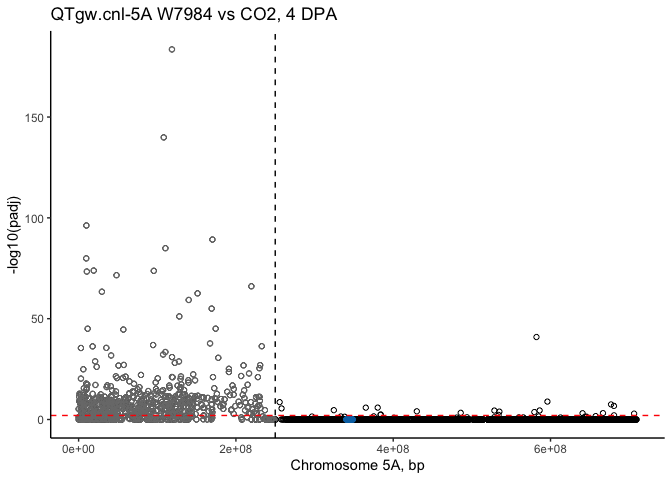 QTgw.cnl-5A W7984 vs CO2, 4 DPA
150
100
50
0
-log10(padj)
0e+00 2e+08 4e+08 6e+08
Chromosome 5A, bp